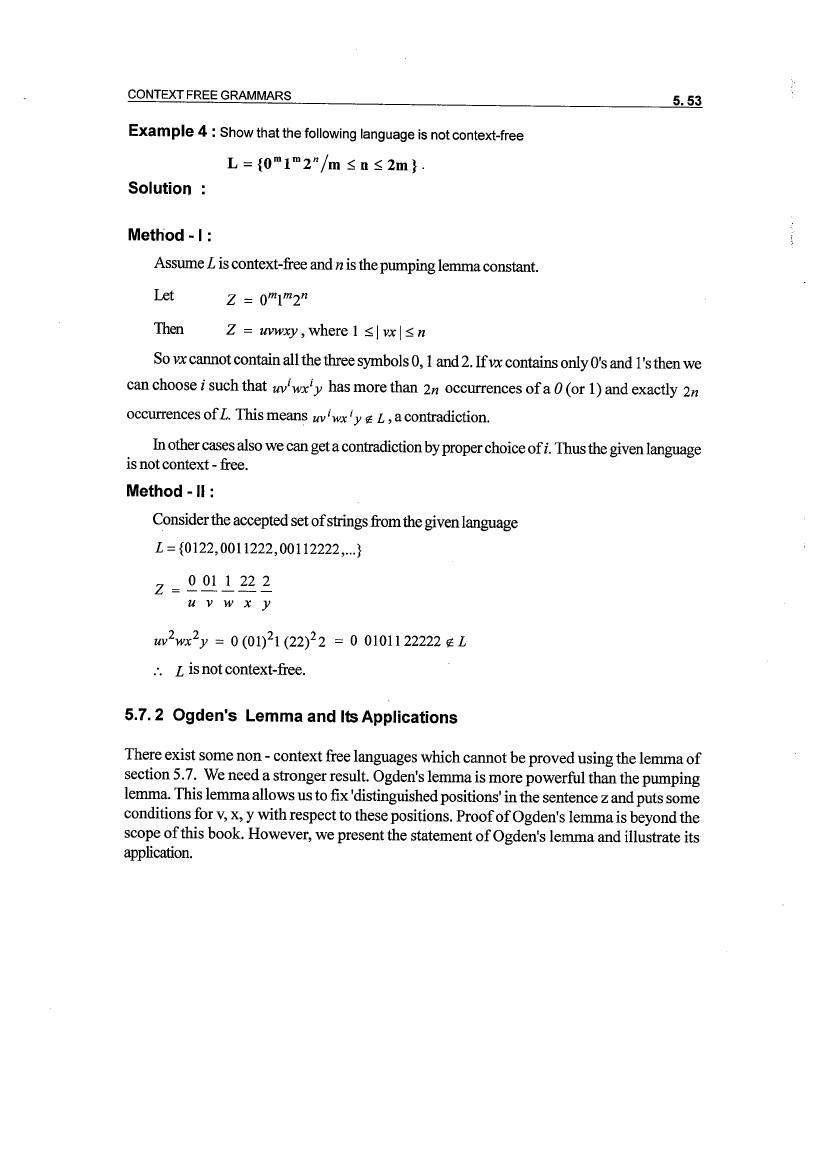 CONTEXT FREE GRAMMARS 5. 53
Example 4 : Show that the following language is not context-free
L = {0ᵐ 1ᵐ 2ⁿ /m ≤ n ≤ 2m} .
Solution :
Method - I :
Assume L is context-free and n is the pumping lemma constant.
Let Z = 0ᵐ1ᵐ2ⁿ
Then Z = uvwxy , where 1 ≤ | vx | ≤ n
So vx cannot contain all the three symbols 0, 1 and 2. If vx contains only 0's and 1's then we
can choose i such that uvⁱwxⁱy has more than 2n occurrences of a 0 (or 1) and exactly 2n
occurrences of L. This means uvⁱwxⁱy ∉ L , a contradiction.
In other cases also we can get a contradiction by proper choice of i. Thus the given language
is not context - free.
Method - II :
Consider the accepted set of strings from the given language
L = {0122, 0011222, 00112222 ,...}
Z = 0 01 1 22 2
u v w x y
uv²wx²y = 0 (01)²1 (22)² 2 = 0 01011 22222 ∉ L
∴ L is not context-free.
5.7. 2 Ogden's Lemma and Its Applications
There exist some non - context free languages which cannot be proved using the lemma of
section 5.7. We need a stronger result. Ogden's lemma is more powerful than the pumping
lemma. This lemma allows us to fix 'distinguished positions' in the sentence z and puts some
conditions for v, x, y with respect to these positions. Proof of Ogden's lemma is beyond the
scope of this book. However, we present the statement of Ogden's lemma and illustrate its
application.